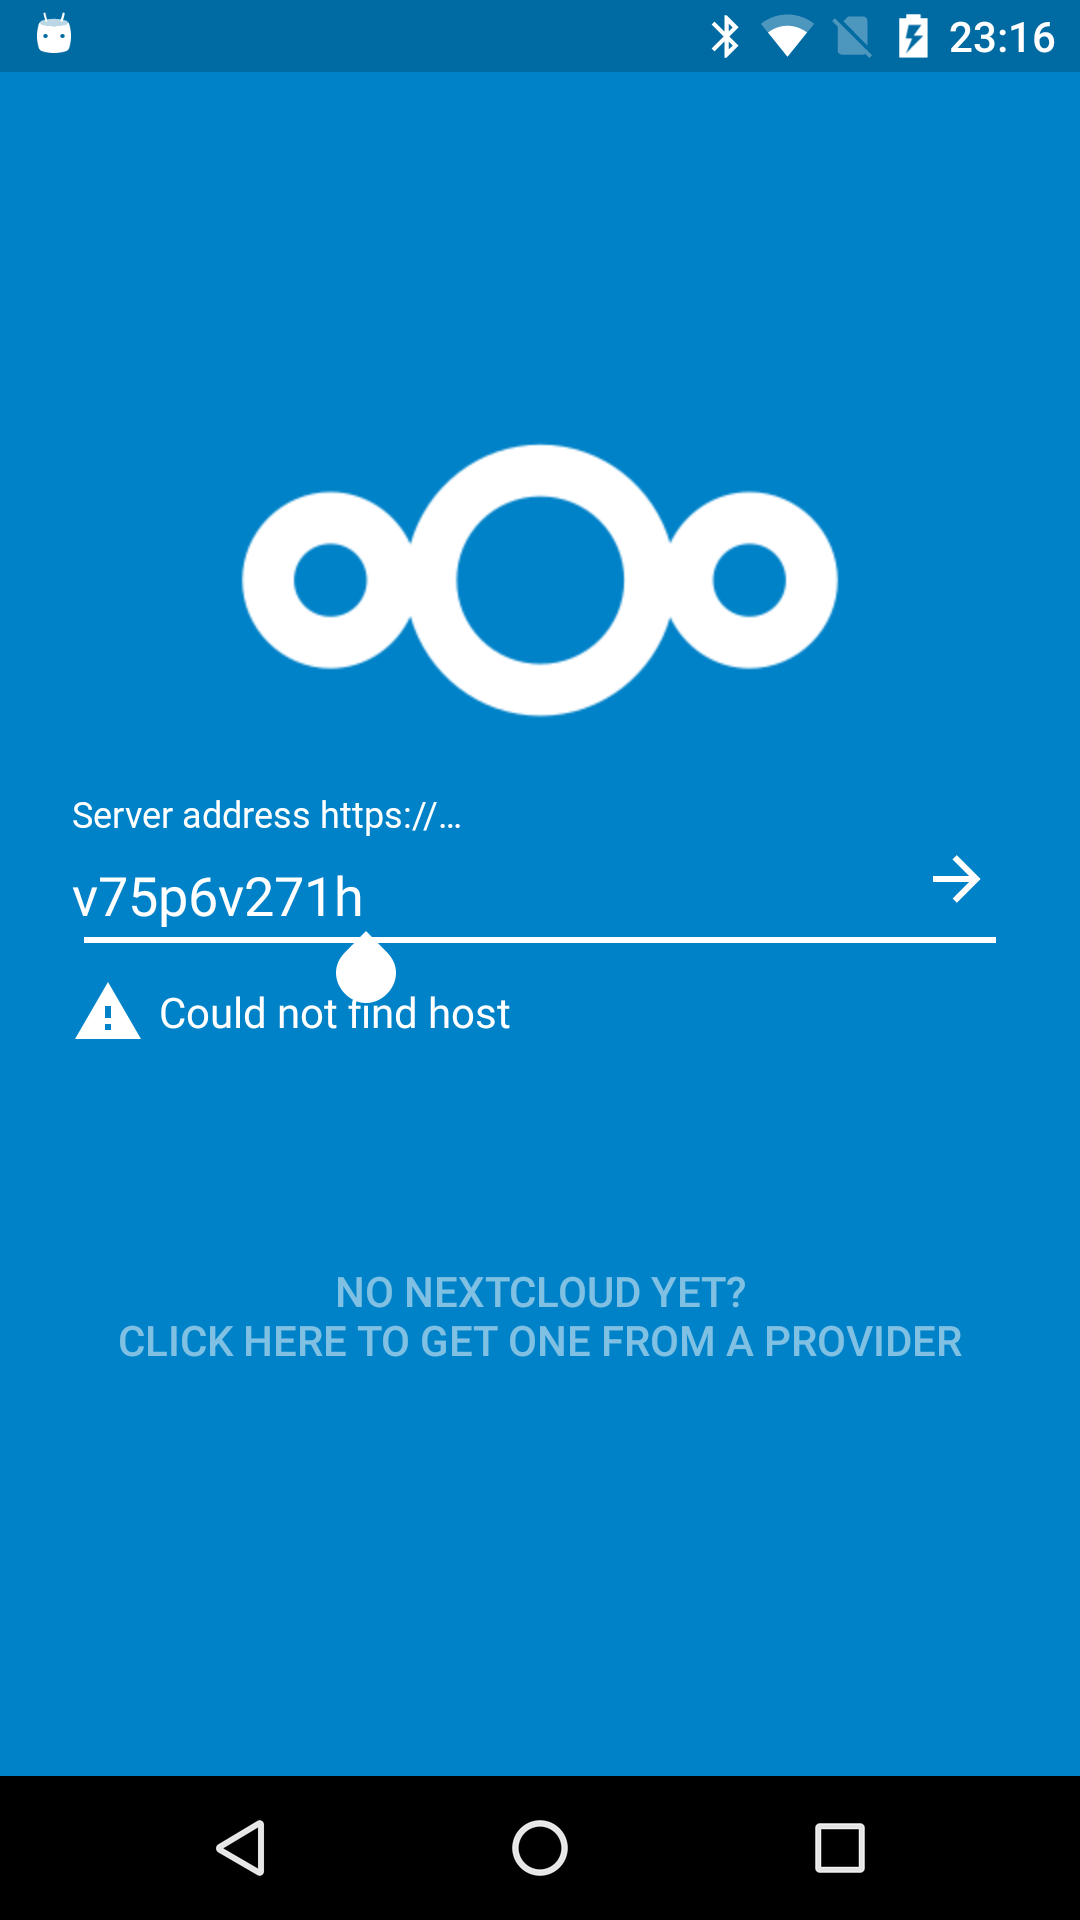 23:16
Server address https://…
v75p6v271h
Could not find host
NO NEXTCLOUD YET?
CLICK HERE TO GET ONE FROM A PROVIDER